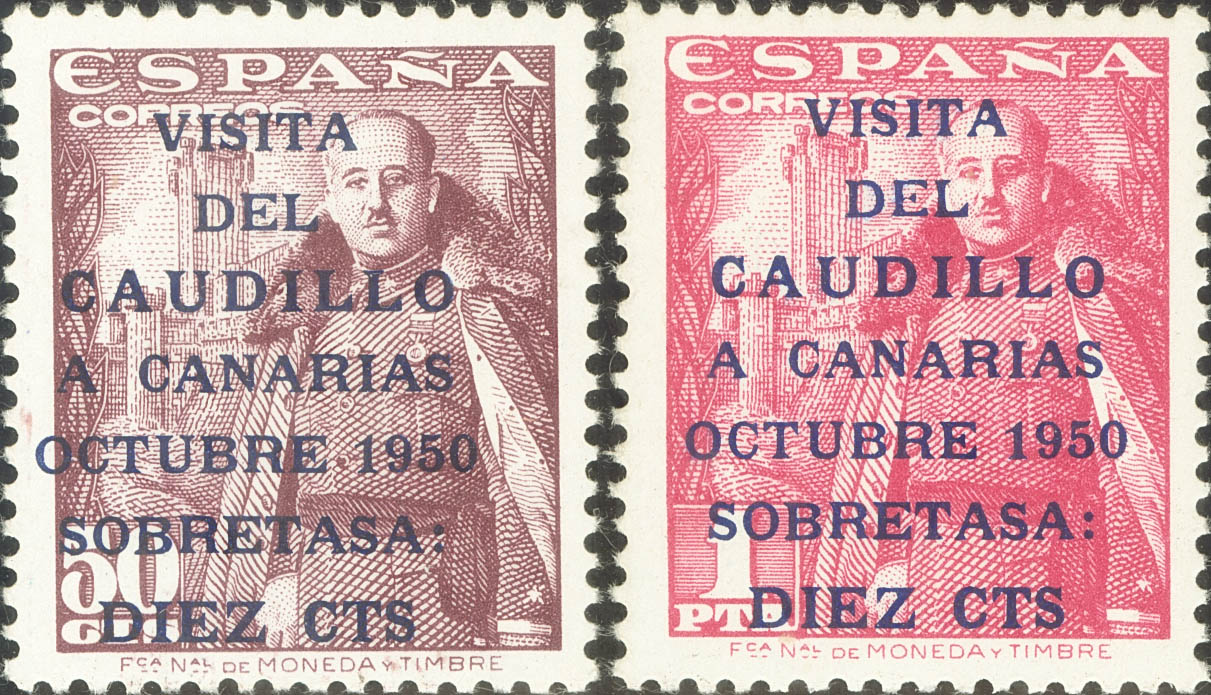 ESPAÑA
CORREOS
VISITA
DEL
CAUDILLO
A CANARIAS
OCTUBRE 1950
SOBRETASA:
50
CTS
DIEZ CTS
FCA NAL DE MONEDA Y TIMBRE
ESPAÑA
CORREOS
VISITA
DEL
CAUDILLO
A CANARIAS
OCTUBRE 1950
SOBRETASA:
1
PTA
DIEZ CTS
FCA NAL DE MONEDA Y TIMBRE